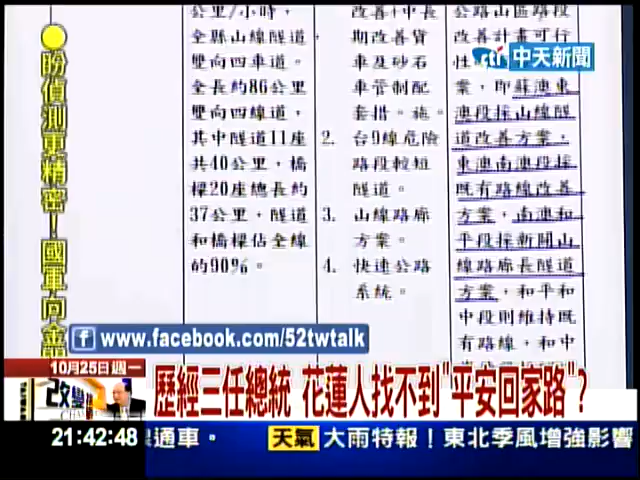 盼偵測更精密！國軍向金
公里/小時，
全縣山線隧道
雙向四車道。
全長約86公里
雙向四線道，
其中隧道11座
共40公里，橋
樑20座總長約
37公里，隧道
和橋樑佔全線
的90%。
改善+中長
期改善貨
車及砂石
車管制配
套措。施。
2. 台9線危險
路段較短
隧道。
3. 山線路廊
方案。
4. 快速公路
系統。
公路山區路段
改善計畫可行
性
案，即蘇澳東
澳段採山線隧
道改善方案，
東澳南澳段採
既有路線改善
方案，南澳和
平段採新闢山
線路廊長隧道
方案，和平和
中段則維持既
有路線，和中
cti 中天新聞
www.facebook.com/52twtalk
10月25日週一
改變
歷經三任總統 花蓮人找不到"平安回家路"?
21:42:48
線通車。 天氣 大雨特報！東北季風增強影響